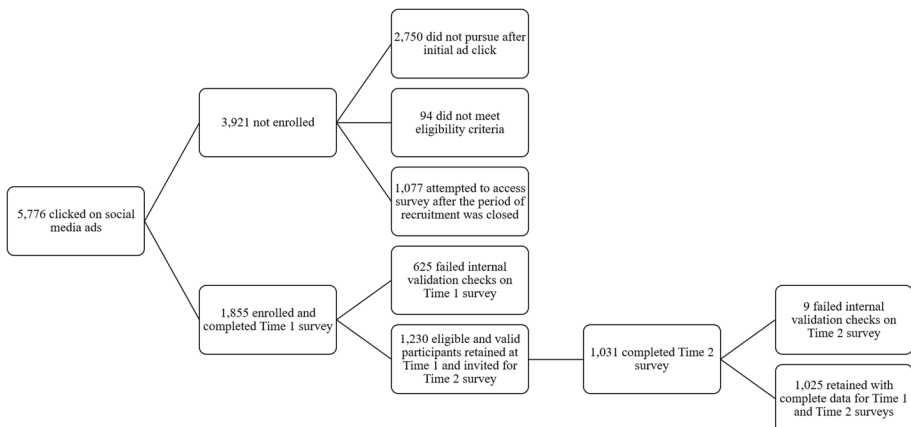 2,750 did not pursue after
initial ad click
3,921 not enrolled
94 did not meet
eligibility criteria
1,077 attempted to access
survey after the period of
recruitment was closed
5,776 clicked on social
media ads
625 failed internal
validation checks on
Time 1 survey
1,855 enrolled and
completed Time 1 survey
1,230 eligible and valid
participants retained at
Time 1 and invited for
Time 2 survey
1,031 completed Time 2
survey
9 failed internal
validation checks on
Time 2 survey
1,025 retained with
complete data for Time 1
and Time 2 surveys